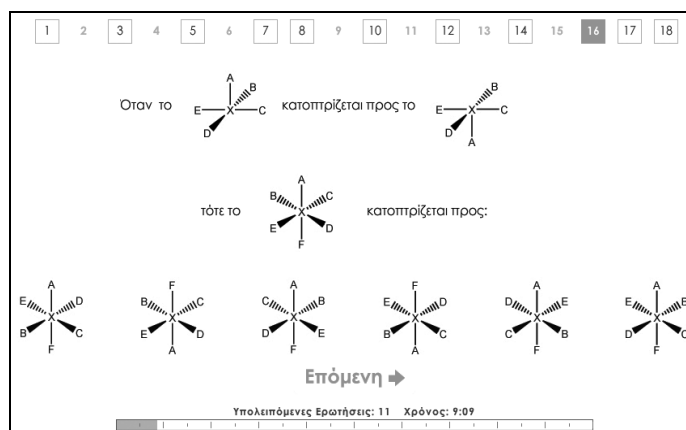 1 2 3 4 5 6 7 8 9 10 11 12 13 14 15 16 17 18
A
B
Όταν το E X C κατοπτρίζεται προς το E X C
D
A
B
D
A
A
B C
τότε το X κατοπτρίζεται προς:
E D
F
A F A F A A
E D B C C B E D D E E B
X X X X X X
B C E D D E B C C B D C
F A F A F F
Επόμενη
Υπολειπόμενες Ερωτήσεις: 11 Χρόνος: 9:09